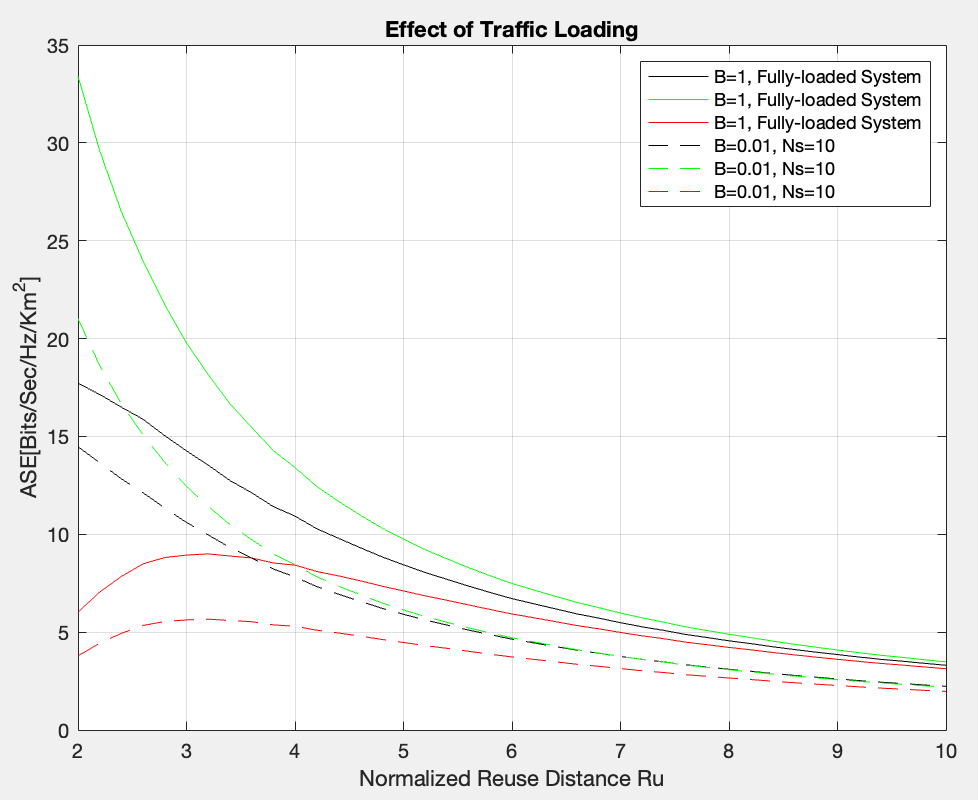 Effect of Traffic Loading
35
30
25
20
15
10
5
0
ASE[Bits/Sec/Hz/Km²]
B=1, Fully-loaded System
B=1, Fully-loaded System
B=1, Fully-loaded System
B=0.01, Ns=10
B=0.01, Ns=10
B=0.01, Ns=10
2 3 4 5 6 7 8 9 10
Normalized Reuse Distance Ru